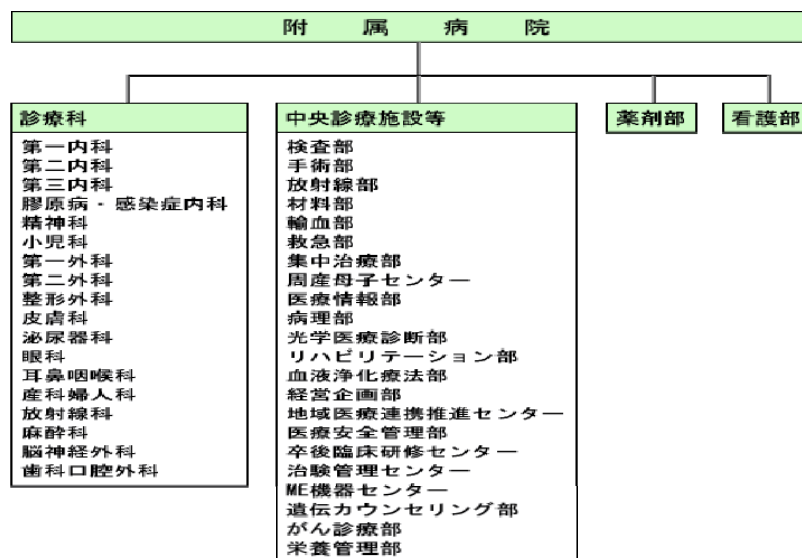 附属病院
診療科
第一内科
第二内科
第三内科
膠原病・感染症内科
精神科
小児科
第一外科
第二外科
整形外科
皮膚科
泌尿器科
眼科
耳鼻咽喉科
産科婦人科
放射線科
麻酔科
脳神経外科
歯科口腔外科
中央診療施設等
検査部
手術部
放射線部
材料部
輸血部
救急部
集中治療部
周産母子センター
医療情報部
病理部
光学医療診断部
リハビリテーション部
血液浄化療法部
経営企画部
地域医療連携推進センター
医療安全管理部
卒後臨床研修センター
治験管理センター
ME機器センター
遺伝カウンセリング部
がん診療部
栄養管理部
薬剤部
看護部